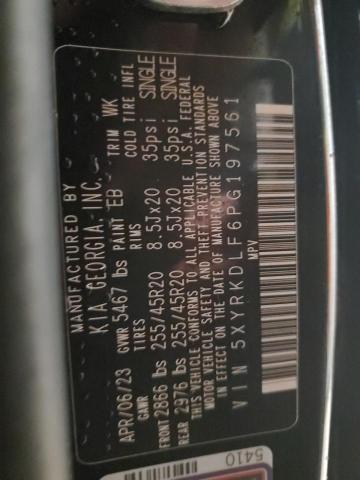 MANUFACTURED BY
KIA GEORGIA INC.
APR/06/23 PAINT EB TRIM WK
GVWR 5467 lbs
GAWR TIRES COLD TIRE INFL
FRONT 2866 lbs 255/45R20 8.5Jx20 35psi SINGLE
REAR 2976 lbs 255/45R20 8.5Jx20 35psi SINGLE
THIS VEHICLE CONFORMS TO ALL APPLICABLE U.S.A. FEDERAL
MOTOR VEHICLE SAFETY AND THEFT PREVENTION STANDARDS
IN EFFECT ON THE DATE OF MANUFACTURE SHOWN ABOVE
VIN 5XYRKDLF6PG197561
MPV
5410